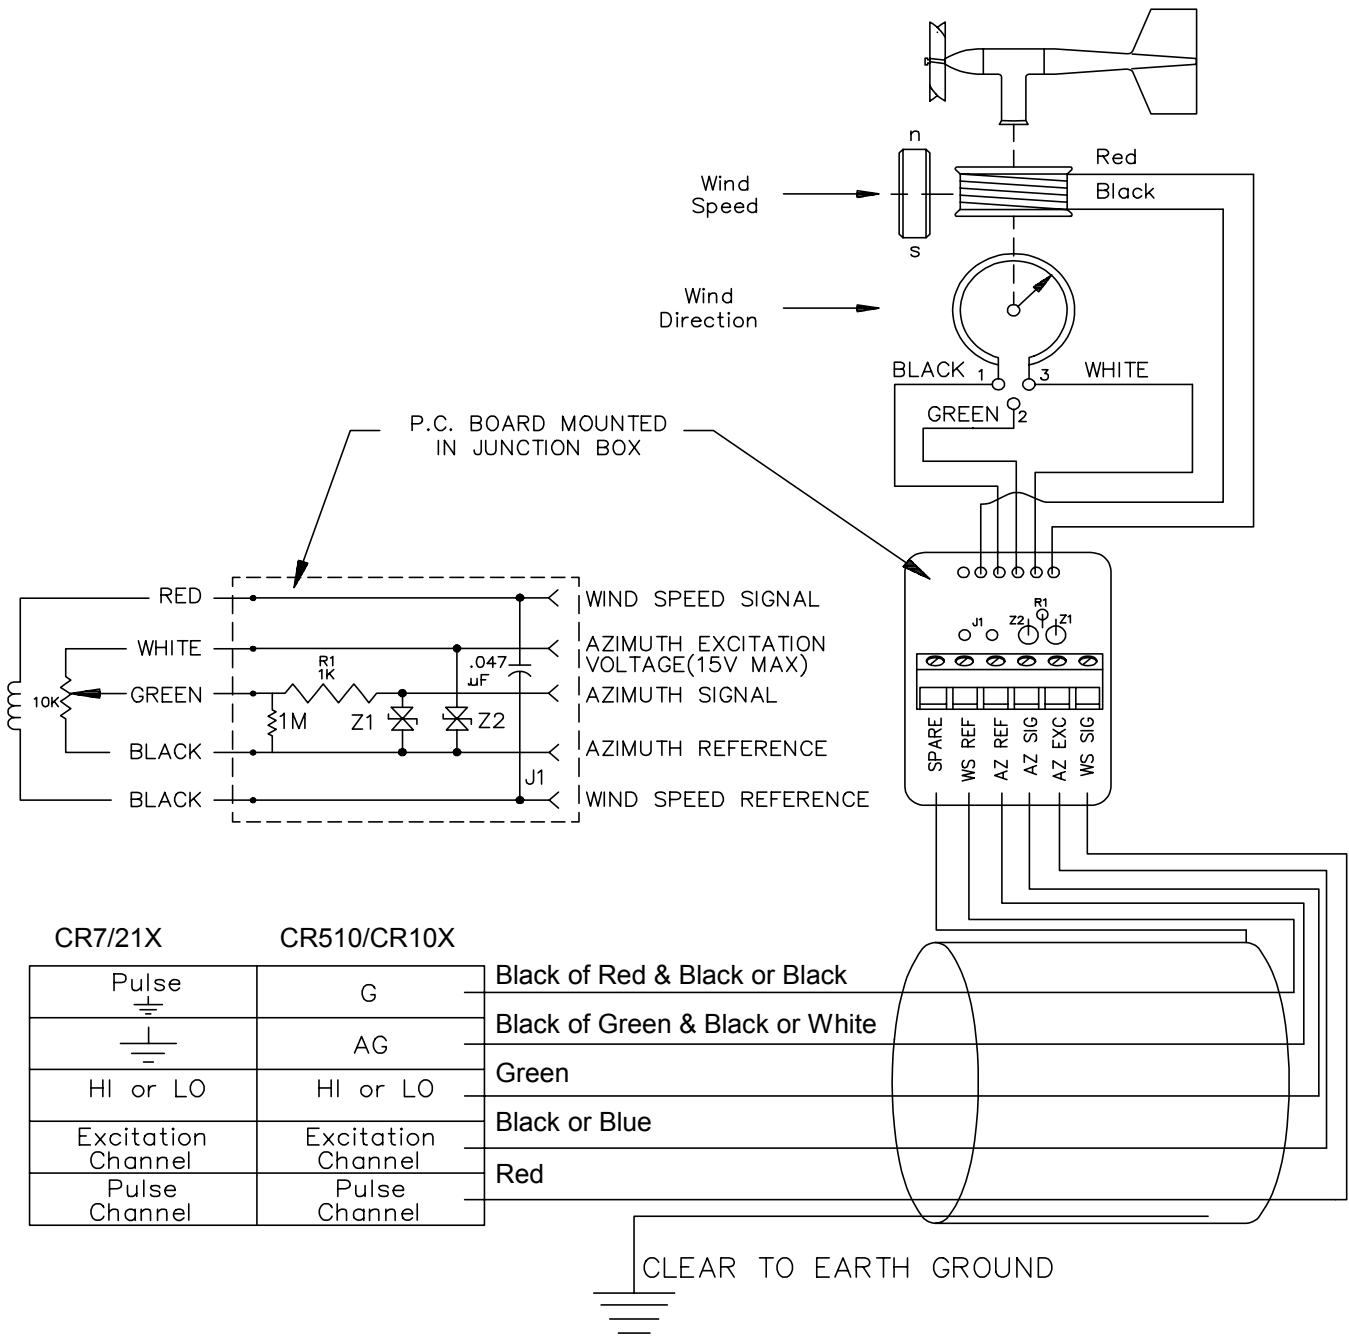 n
Red
Black
Wind
Speed
s
Wind
Direction
BLACK 1
3 WHITE
GREEN 2
P.C. BOARD MOUNTED
IN JUNCTION BOX
RED
WIND SPEED SIGNAL
WHITE
AZIMUTH EXCITATION
VOLTAGE(15V MAX)
R1
1K
.047
µF
10K
GREEN
AZIMUTH SIGNAL
1M
Z1
Z2
BLACK
AZIMUTH REFERENCE
J1
BLACK
WIND SPEED REFERENCE
R1
J1
Z2
Z1
SPARE
WS REF
AZ REF
AZ SIG
AZ EXC
WS SIG
CR7/21X
CR510/CR10X
Pulse
G
Black of Red & Black or Black
AG
Black of Green & Black or White
HI or LO
HI or LO
Green
Excitation
Channel
Excitation
Channel
Black or Blue
Pulse
Channel
Pulse
Channel
Red
CLEAR TO EARTH GROUND